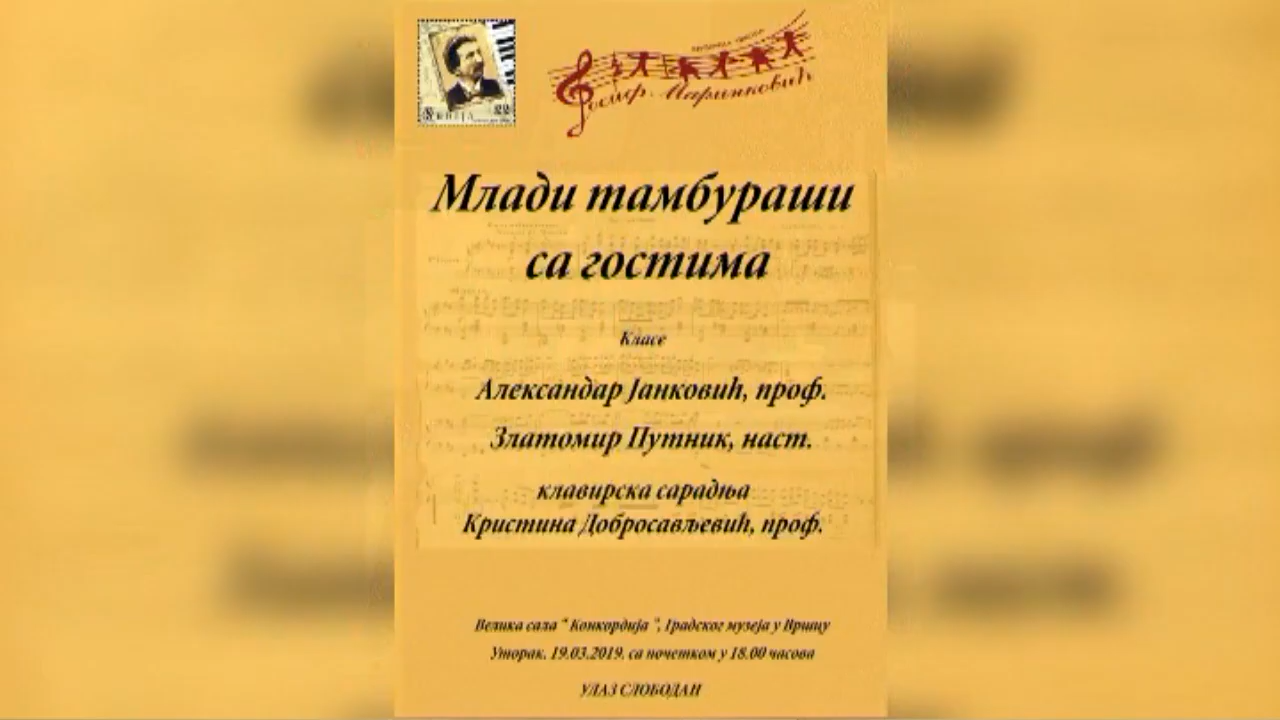 Јосиф Маринковић
Млади тамбураши
са гостима
Класе
Александар Јанковић, проф.
Златомир Путник, наст.
клавирска сарадња
Кристина Добросављевић, проф.
Велика сала " Конкордија ", Градског музеја у Вршцу
Уторак, 19.03.2019. са почетком у 18.00 часова
УЛАЗ СЛОБОДАН